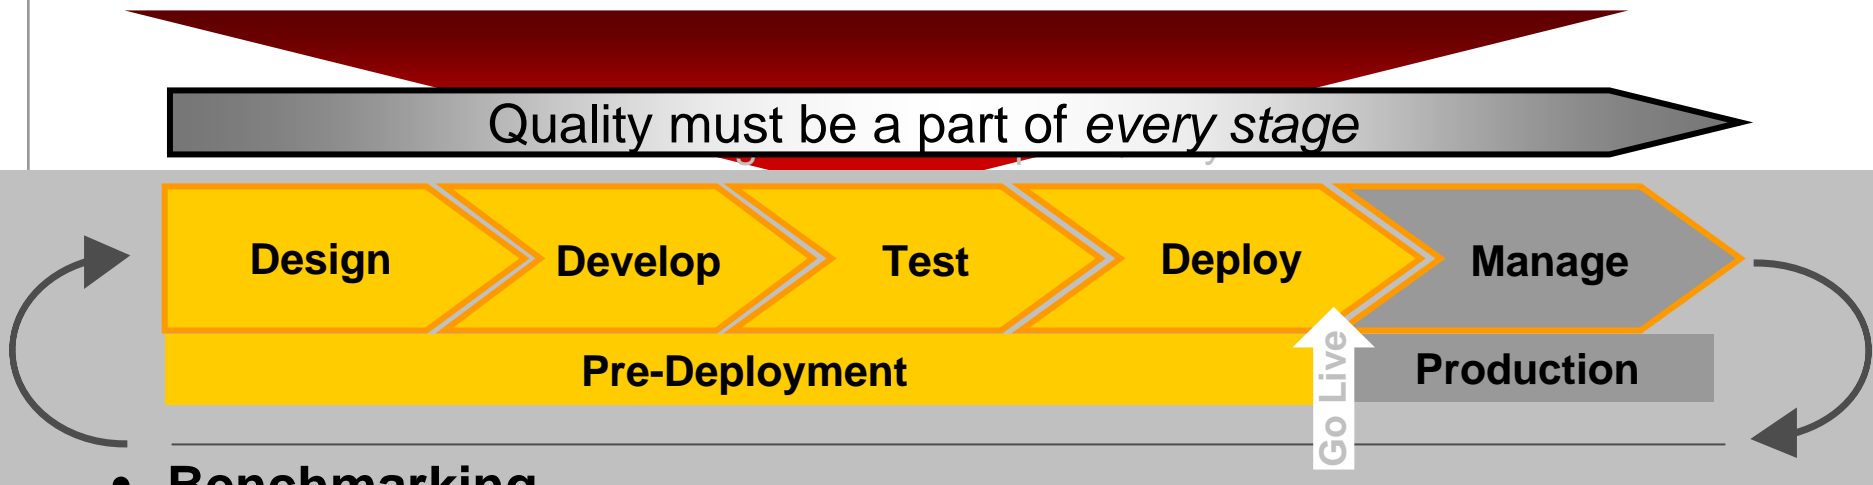 Quality must be a part of every stage
Design Develop Test Deploy Manage
Pre-Deployment Production
Go Live
• Benchmarking